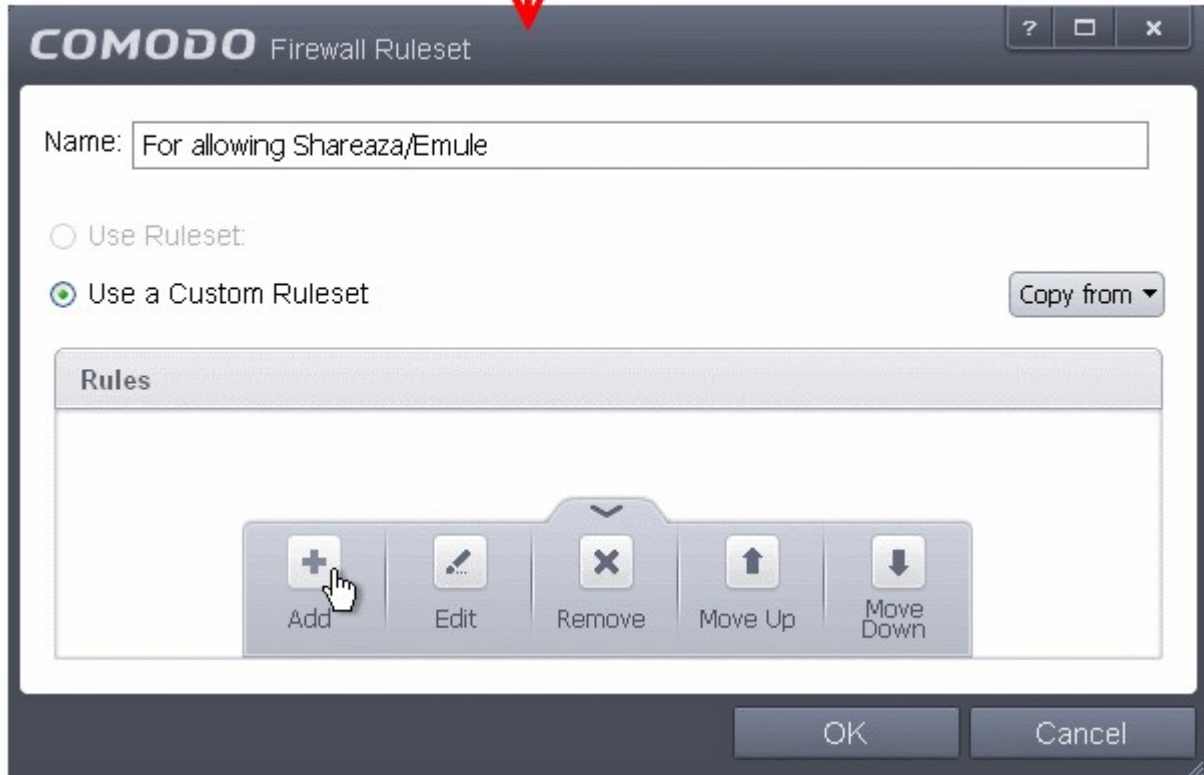 COMODO Firewall Ruleset
?
x
Name: For allowing Shareaza/Emule
Use Ruleset:
Use a Custom Ruleset
Copy from
Rules
Add
Edit
Remove
Move Up
Move
Down
OK
Cancel